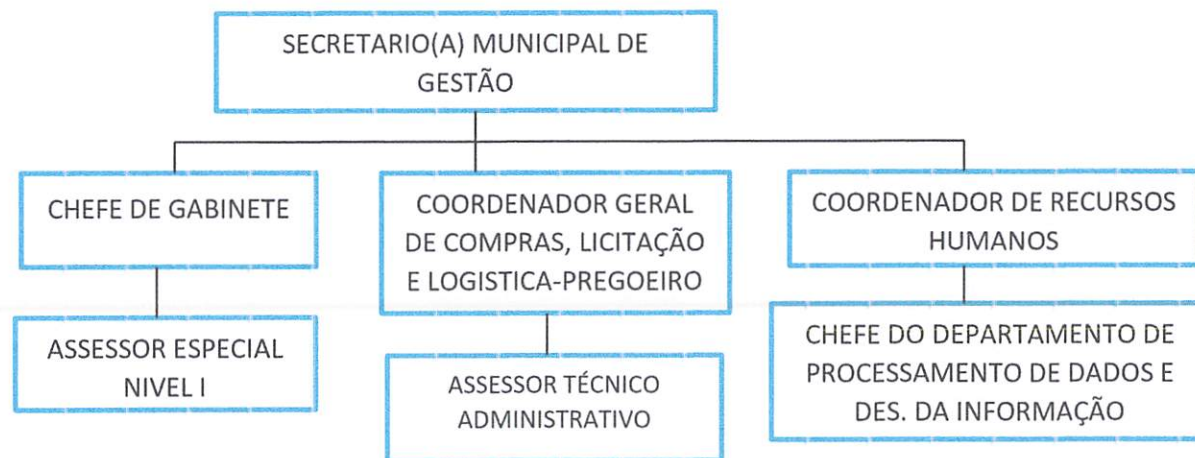 SECRETARIO(A) MUNICIPAL DE
GESTÃO
CHEFE DE GABINETE
COORDENADOR GERAL
DE COMPRAS, LICITAÇÃO
E LOGISTICA-PREGOEIRO
COORDENADOR DE RECURSOS
HUMANOS
ASSESSOR ESPECIAL
NIVEL I
ASSESSOR TÉCNICO
ADMINISTRATIVO
CHEFE DO DEPARTAMENTO DE
PROCESSAMENTO DE DADOS E
DES. DA INFORMAÇÃO